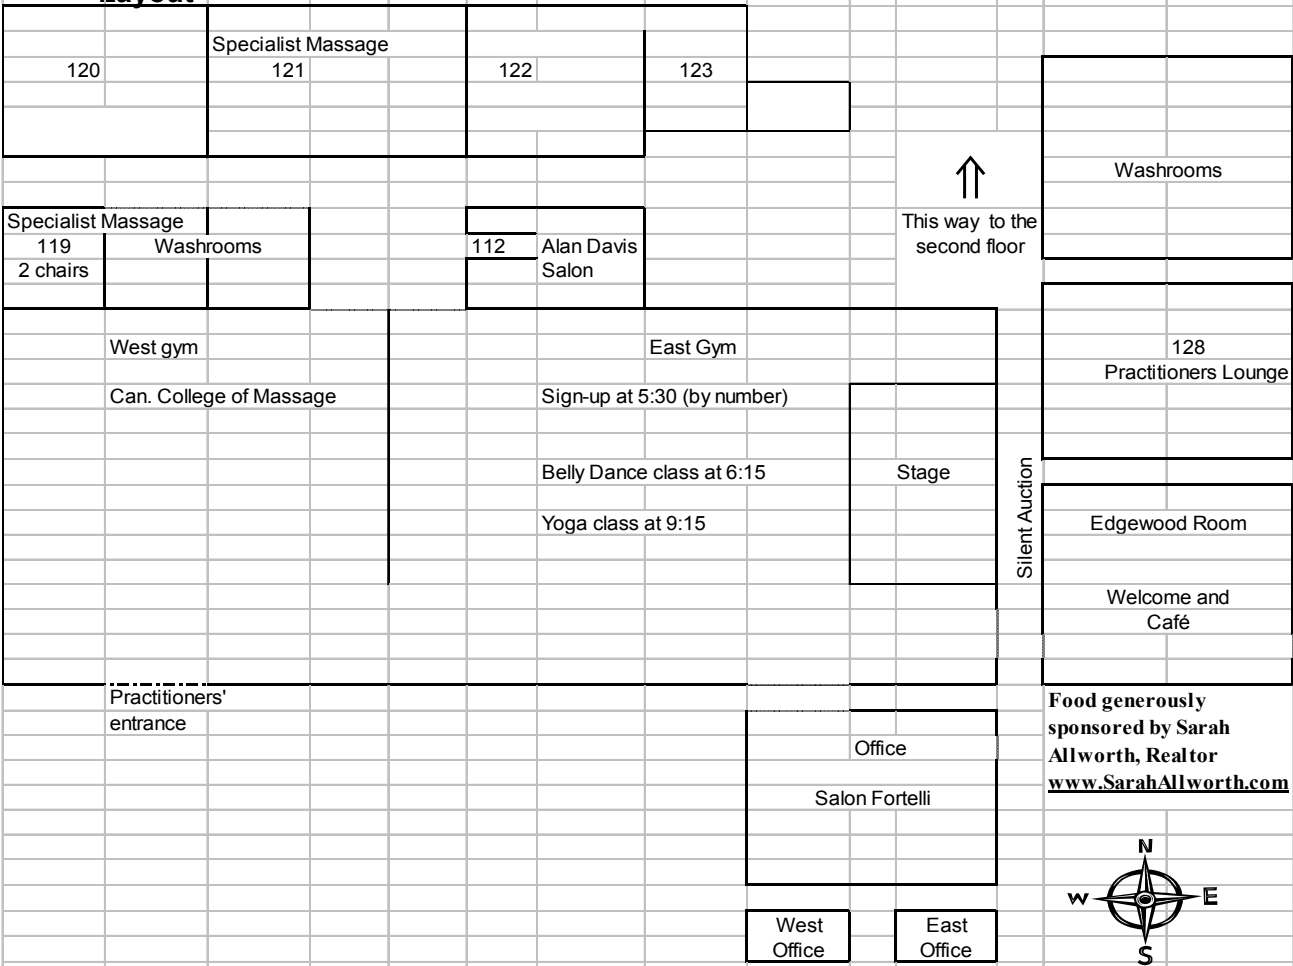 Layout
Specialist Massage
120 121 122 123
Washrooms
Specialist Massage
119 Washrooms
2 chairs
112 Alan Davis
Salon
This way to the
second floor
West gym
East Gym
128
Practitioners Lounge
Can. College of Massage
Sign-up at 5:30 (by number)
Belly Dance class at 6:15
Stage
Yoga class at 9:15
Silent Auction
Edgewood Room
Welcome and
Café
Practitioners'
entrance
Food generously
sponsored by Sarah
Allworth, Realtor
www.SarahAllworth.com
Office
Salon Fortelli
West
Office
East
Office
N
W E
S